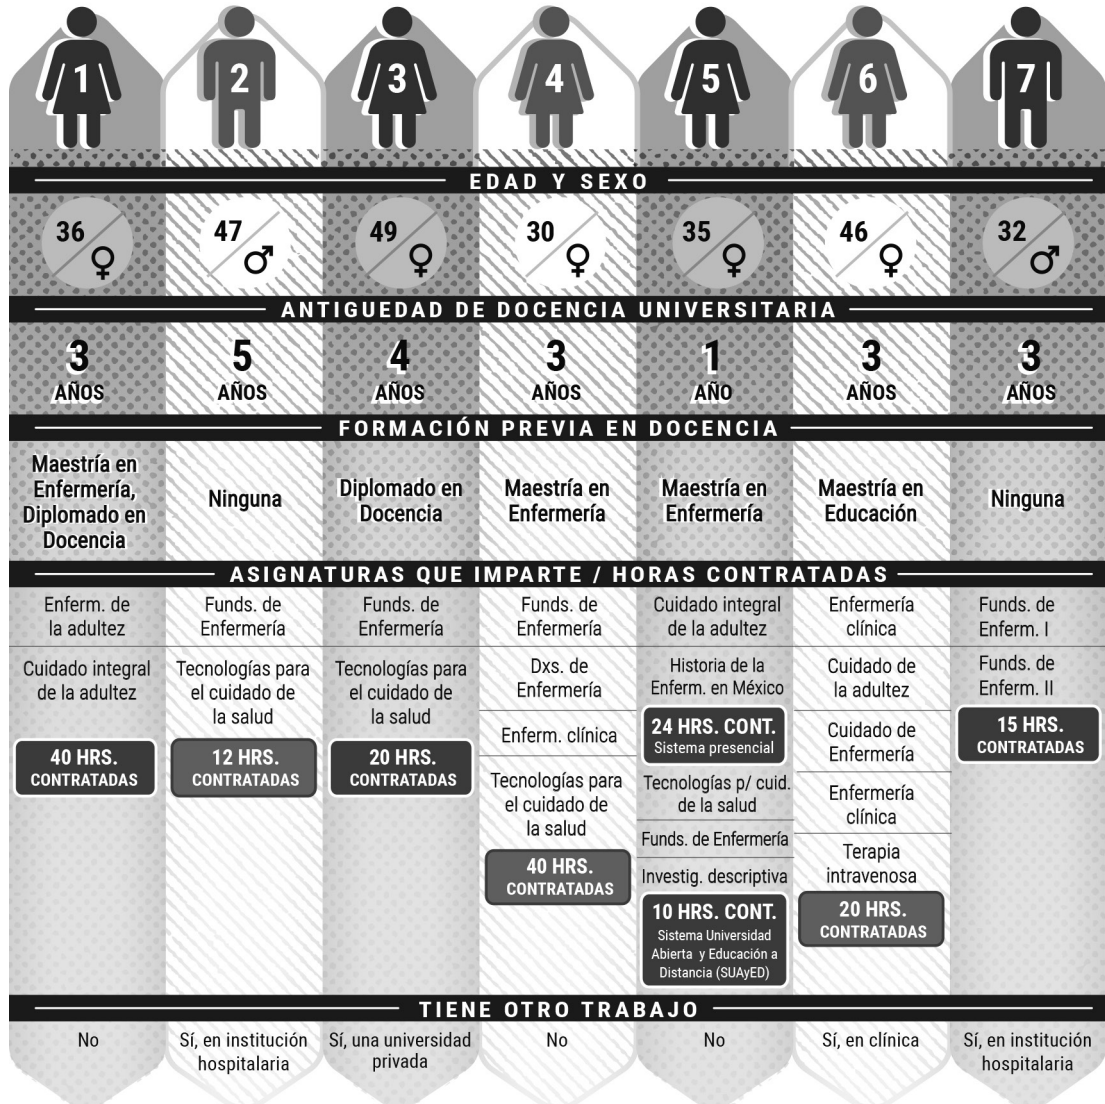 1 2 3 4 5 6 7
EDAD Y SEXO
36 ♀ 47 ♂ 49 ♀ 30 ♀ 35 ♀ 46 ♀ 32 ♂
ANTIGUEDAD DE DOCENCIA UNIVERSITARIA
3 5 4 3 1 3 3
AÑOS AÑOS AÑOS AÑOS AÑO AÑOS AÑOS
FORMACIÓN PREVIA EN DOCENCIA
Maestría en
Enfermería,
Diplomado en
Docencia
Ninguna
Diplomado en
Docencia
Maestría en
Enfermería
Maestría en
Enfermería
Maestría en
Educación
Ninguna
ASIGNATURAS QUE IMPARTE / HORAS CONTRATADAS
Enferm. de
la adultez
Cuidado integral
de la adultez
40 HRS.
CONTRATADAS
Funds. de
Enfermería
Tecnologías para
el cuidado de
la salud
12 HRS.
CONTRATADAS
Funds. de
Enfermería
Tecnologías para
el cuidado de
la salud
20 HRS.
CONTRATADAS
Funds. de
Enfermería
Dxs. de
Enfermería
Enferm. clínica
Tecnologías para
el cuidado de
la salud
40 HRS.
CONTRATADAS
Cuidado integral
de la adultez
Historia de la
Enferm. en México
24 HRS. CONT.
Sistema presencial
Tecnologías p/ cuid.
de la salud
Funds. de Enfermería
Investig. descriptiva
10 HRS. CONT.
Sistema Universidad
Abierta y Educación a
Distancia (SUAyED)
Enfermería
clínica
Cuidado de
la adultez
Cuidado de
Enfermería
Enfermería
clínica
Terapia
intravenosa
20 HRS.
CONTRATADAS
Funds. de
Enferm. I
Funds. de
Enferm. II
15 HRS.
CONTRATADAS
TIENE OTRO TRABAJO
No
Sí, en institución
hospitalaria
Sí, una universidad
privada
No
No
Sí, en clínica
Sí, en institución
hospitalaria